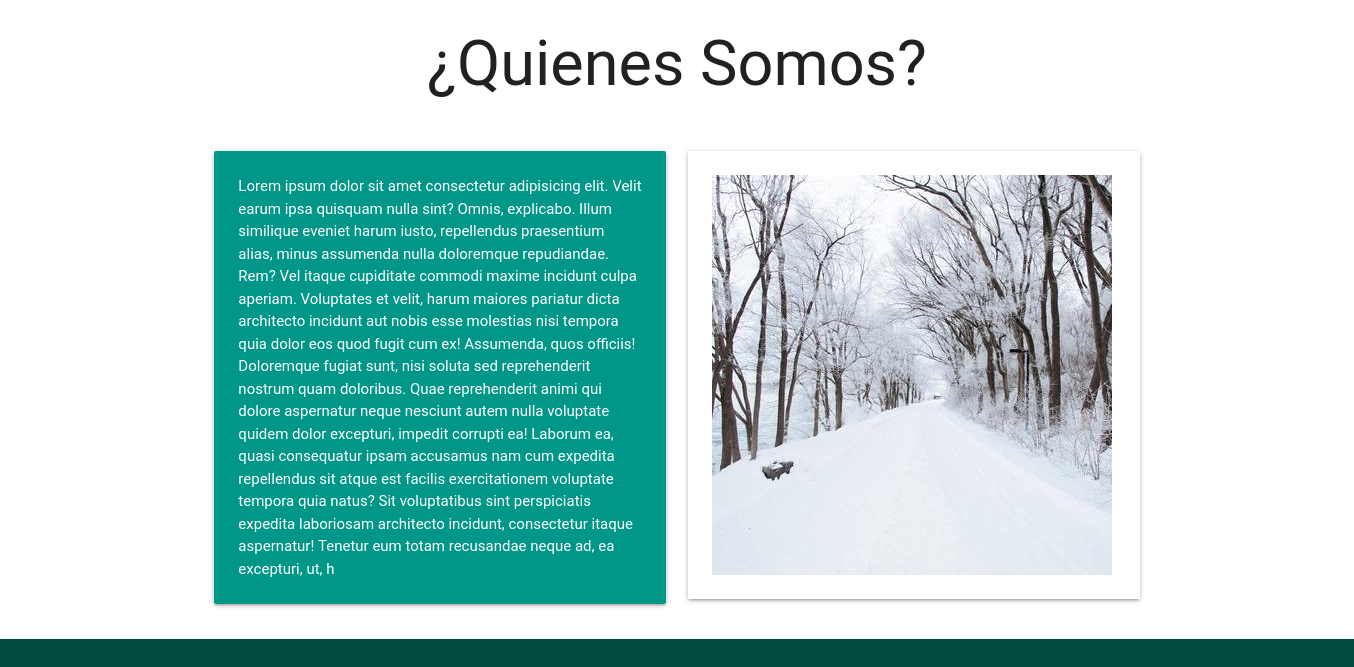 ¿Quienes Somos?
Lorem ipsum dolor sit amet consectetur adipisicing elit. Velit
earum ipsa quisquam nulla sint? Omnis, explicabo. Illum
similique eveniet harum iusto, repellendus praesentium
alias, minus assumenda nulla doloremque repudiandae.
Rem? Vel itaque cupiditate commodi maxime incidunt culpa
aperiam. Voluptates et velit, harum maiores pariatur dicta
architecto incidunt aut nobis esse molestias nisi tempora
quia dolor eos quod fugit cum ex! Assumenda, quos officiis!
Doloremque fugiat sunt, nisi soluta sed reprehenderit
nostrum quam doloribus. Quae reprehenderit animi qui
dolore aspernatur neque nesciunt autem nulla voluptate
quidem dolor excepturi, impedit corrupti ea! Laborum ea,
quasi consequatur ipsam accusamus nam cum expedita
repellendus sit atque est facilis exercitationem voluptate
tempora quia natus? Sit voluptatibus sint perspiciatis
expedita laboriosam architecto incidunt, consectetur itaque
aspernatur! Tenetur eum totam recusandae neque ad, ea
excepturi, ut, h